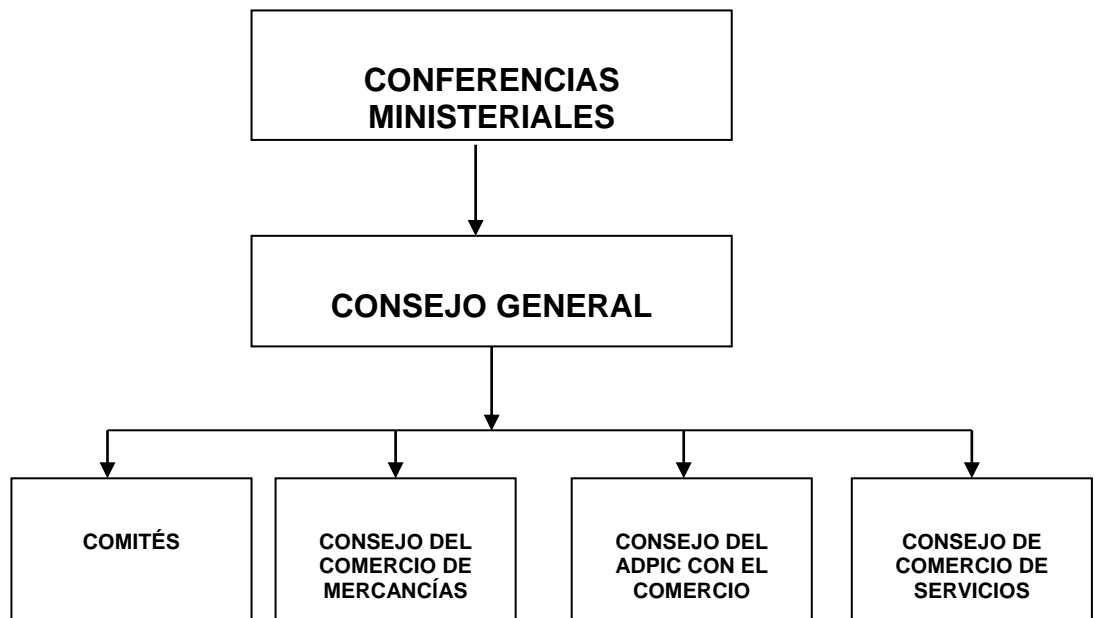 CONFERENCIAS
MINISTERIALES
CONSEJO GENERAL
COMITÉS
CONSEJO DEL
COMERCIO DE
MERCANCÍAS
CONSEJO DEL
ADPIC CON EL
COMERCIO
CONSEJO DE
COMERCIO DE
SERVICIOS